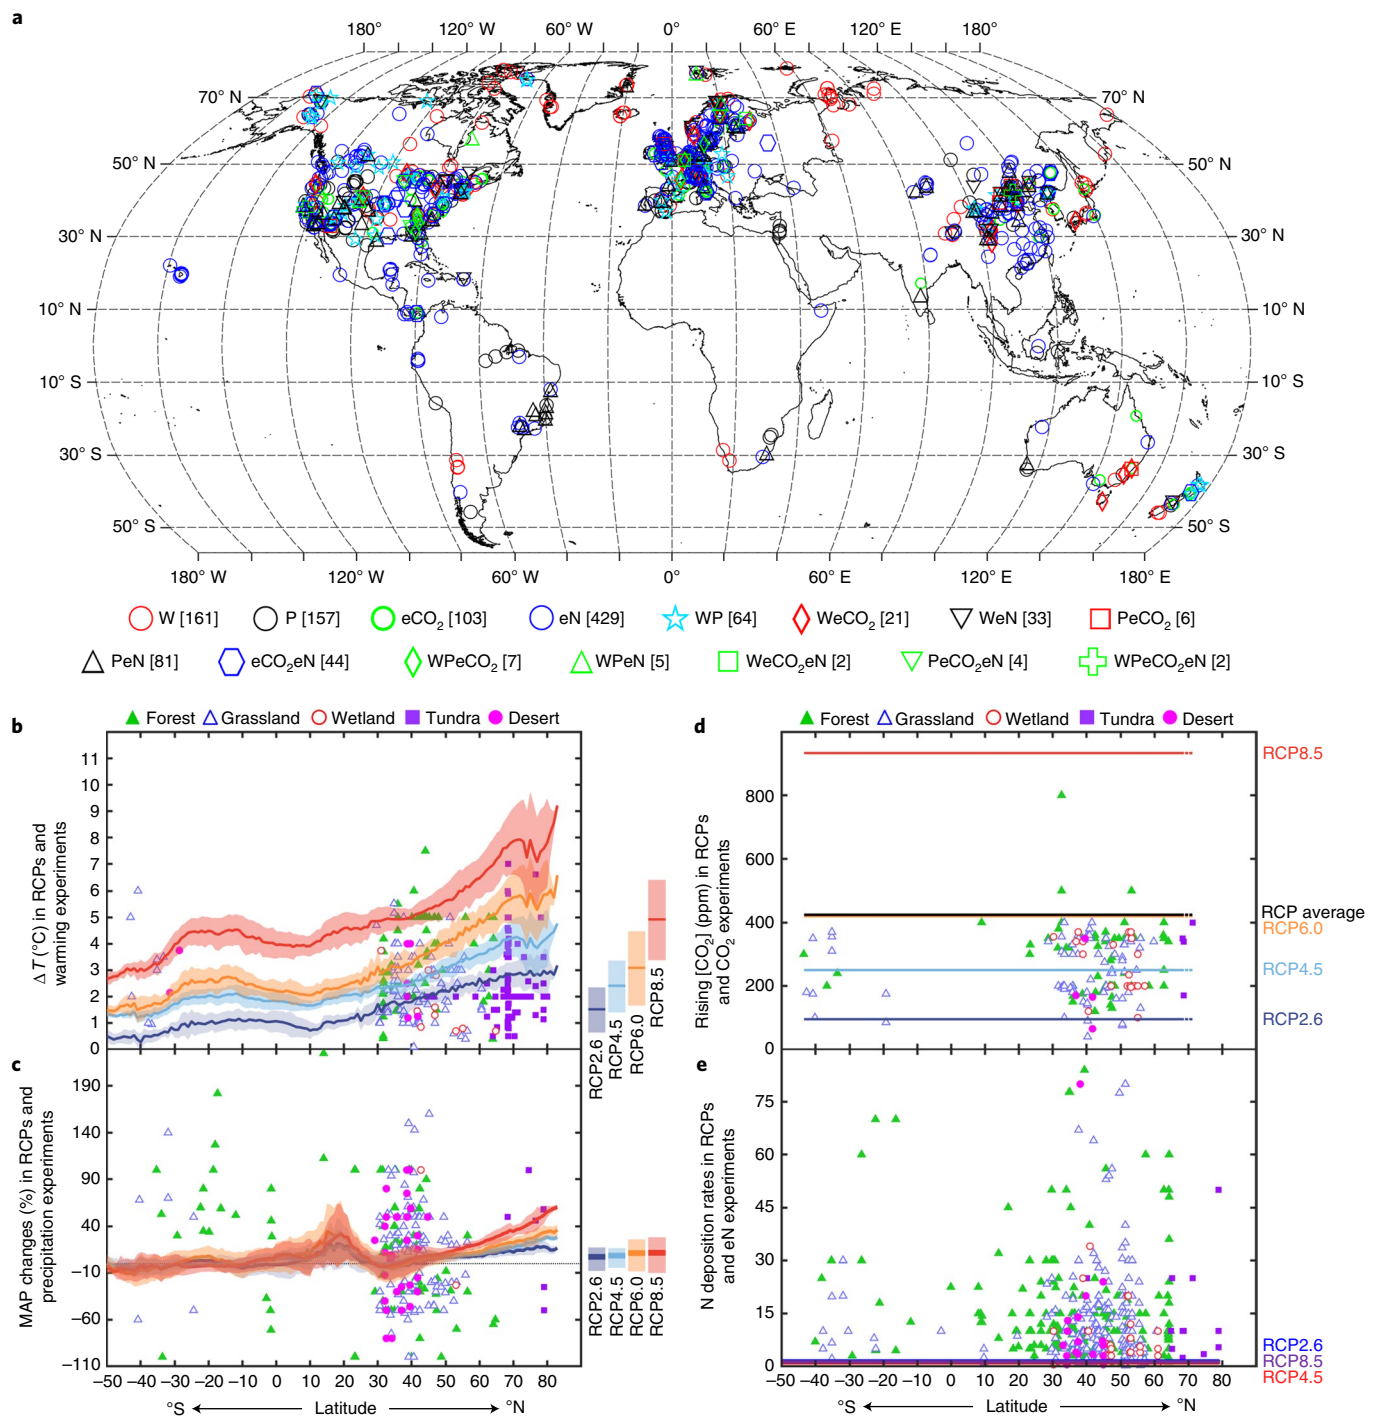 a
180° 120° W 60° W 0° 60° E 120° E 180°
70° N 70° N
50° N 50° N
30° N 30° N
10° N 10° N
10° S 10° S
30° S 30° S
50° S 50° S
180° W 120° W 60° W 0° 60° E 120° E 180° E
W [161] P [157] eCO₂ [103] eN [429] WP [64] WeCO₂ [21] WeN [33] PeCO₂ [6]
PeN [81] eCO₂eN [44] WPeCO₂ [7] WPeN [5] WeCO₂eN [2] PeCO₂eN [4] WPeCO₂eN [2]
b
Forest Grassland Wetland Tundra Desert
Δ T (°C) in RCPs and
warming experiments
11
10
9
8
7
6
5
4
3
2
1
0
RCP2.6
RCP4.5
RCP6.0
RCP8.5
c
MAP changes (%) in RCPs and
precipitation experiments
190
140
90
40
−10
−60
−110
RCP2.6
RCP4.5
RCP6.0
RCP8.5
−50 −40 −30 −20 −10 0 10 20 30 40 50 60 70 80
°S Latitude °N
d
Forest Grassland Wetland Tundra Desert
Rising [CO₂] (ppm) in RCPs
and CO₂ experiments
800
600
400
200
0
RCP8.5
RCP average
RCP6.0
RCP4.5
RCP2.6
e
N deposition rates in RCPs
and eN experiments
75
60
45
30
15
0
RCP2.6
RCP8.5
RCP4.5
−50 −40 −30 −20 −10 0 10 20 30 40 50 60 70 80
°S Latitude °N